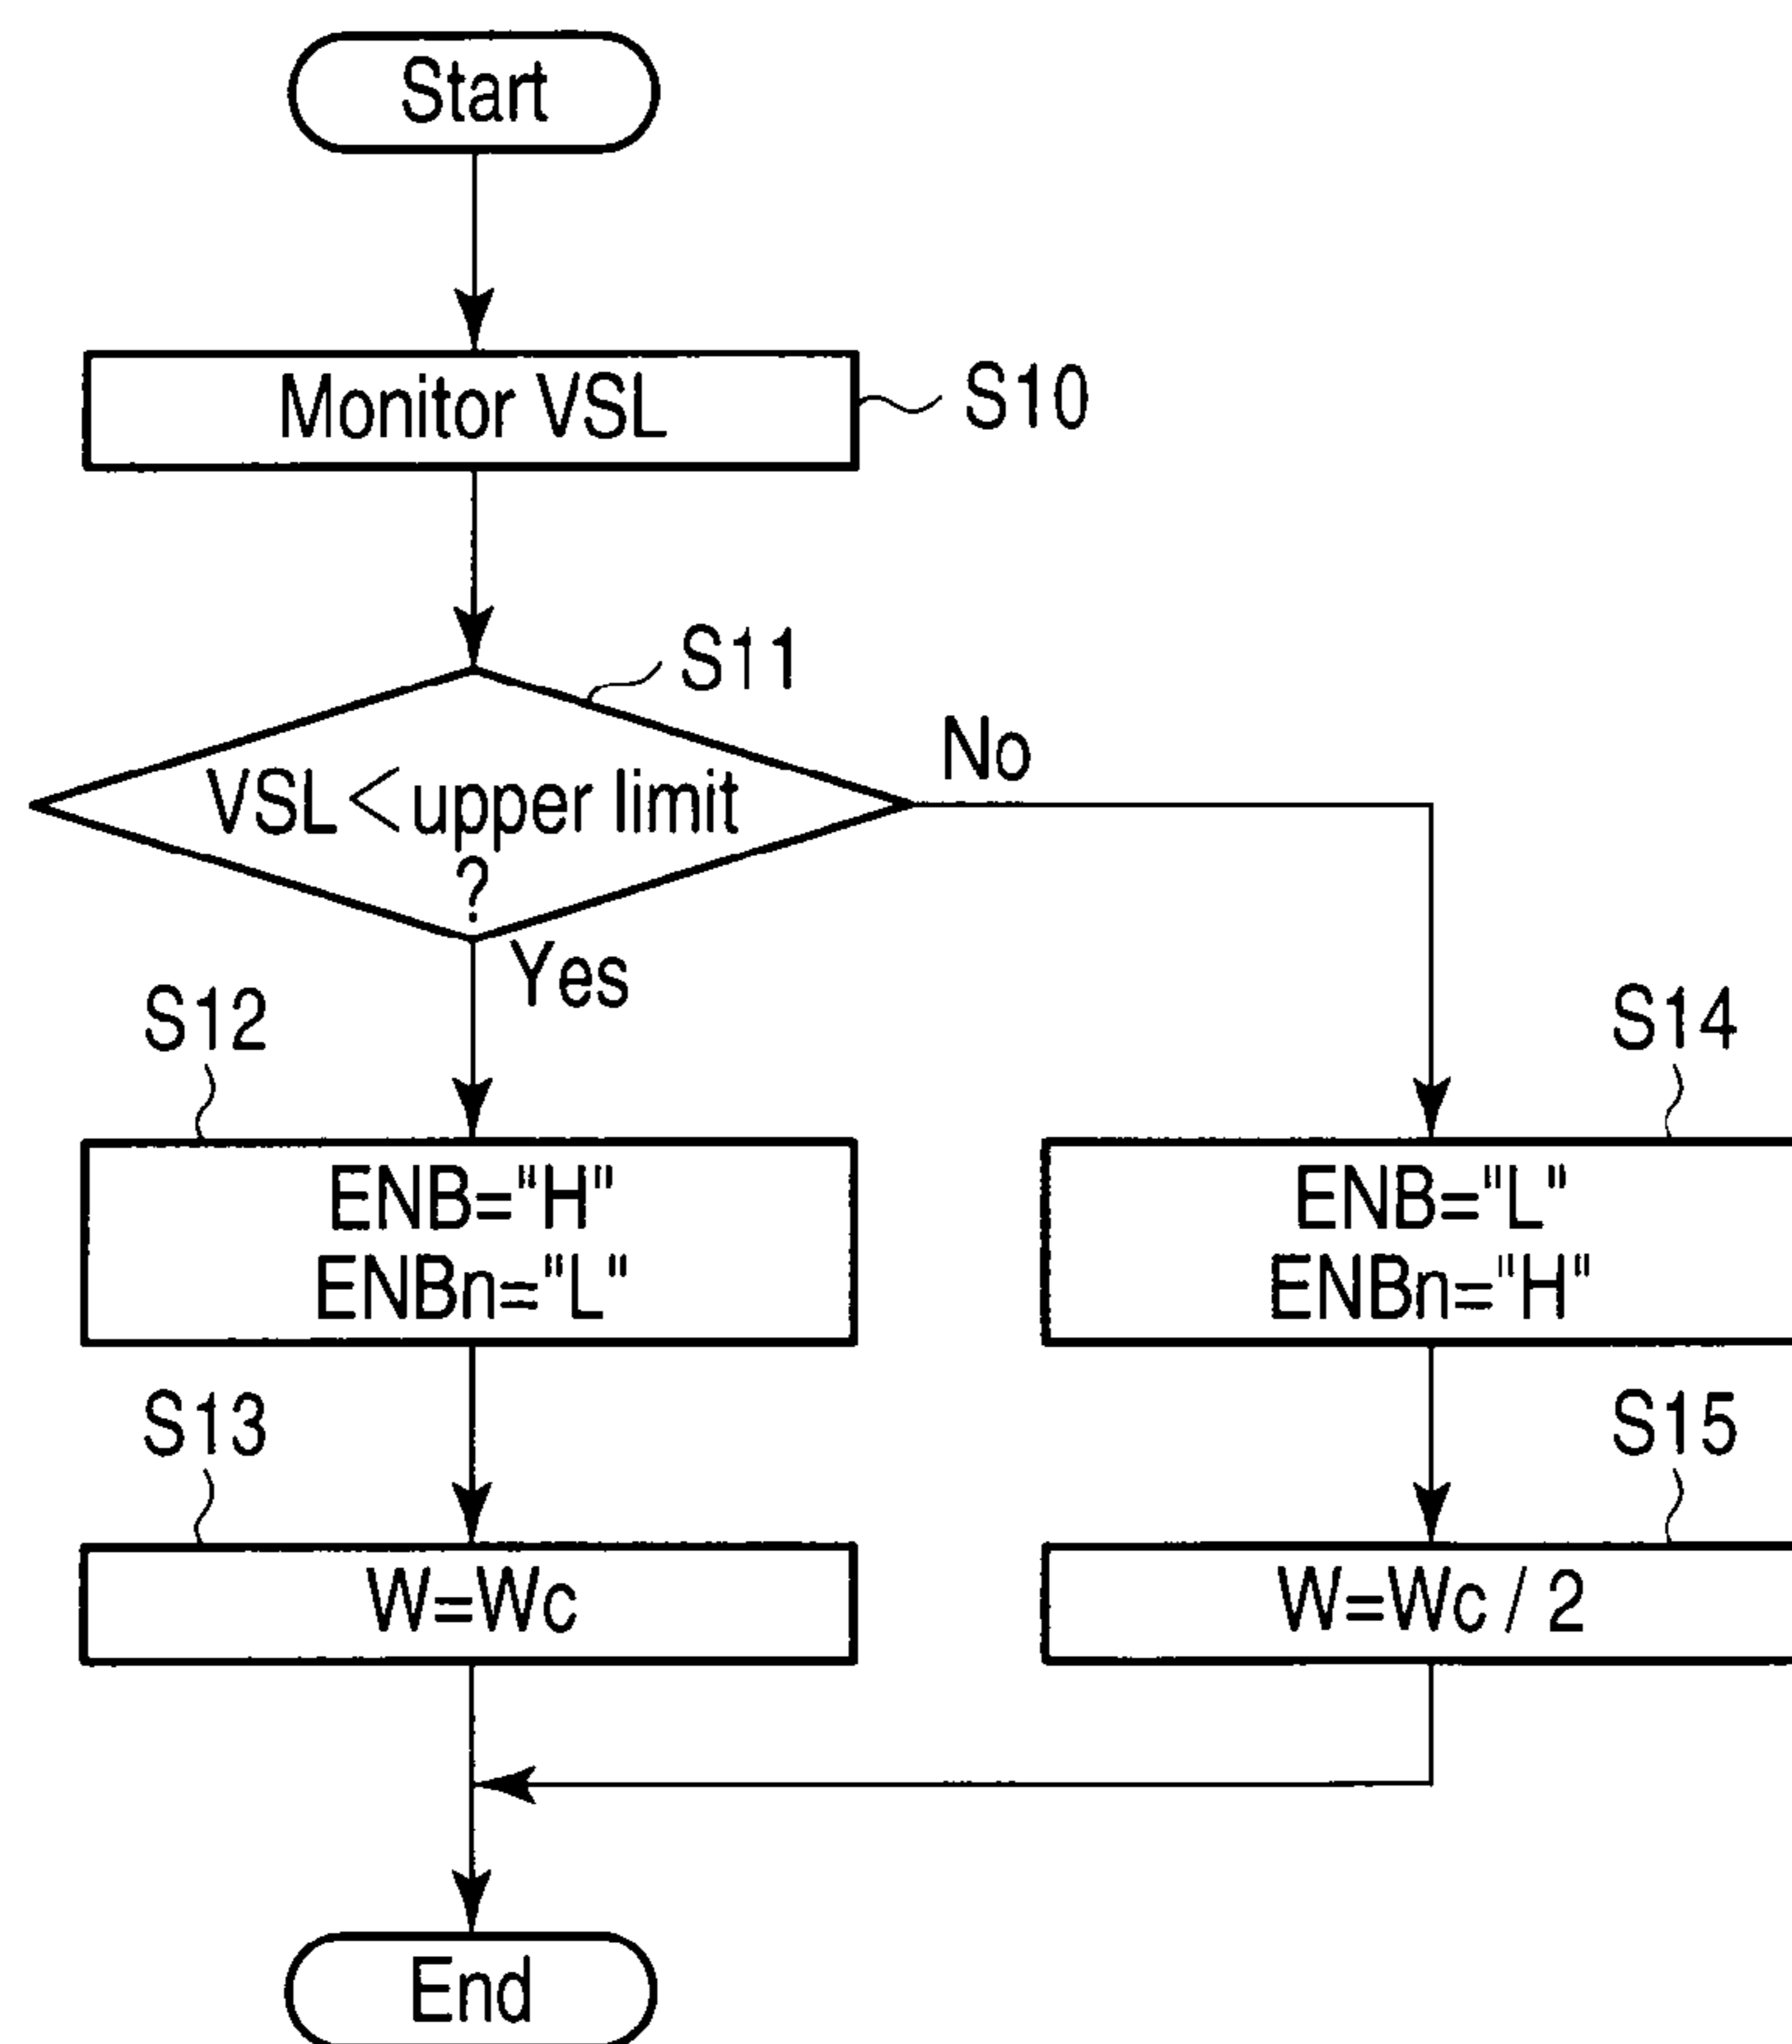 Start
Monitor VSL
S10
S11
VSL<upper limit
?
No
Yes
S12
ENB="H"
ENBn="L"
S14
ENB="L"
ENBn="H"
S13
W=Wc
S15
W=Wc / 2
End